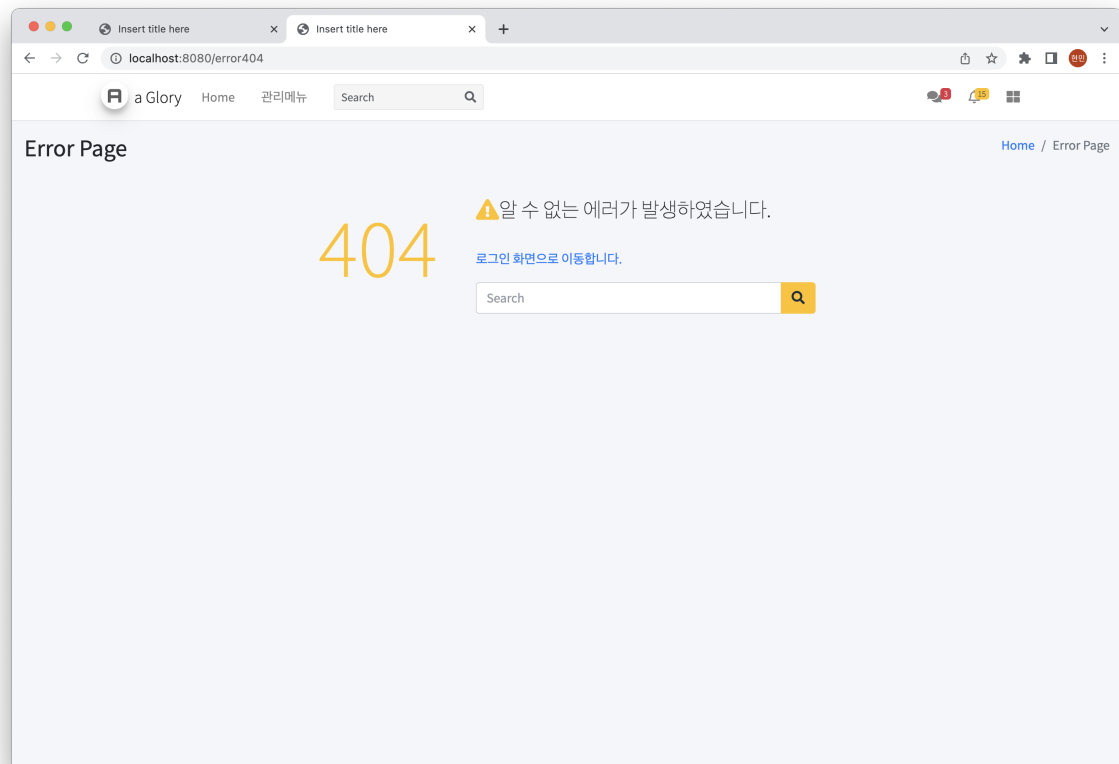 Insert title here
Insert title here
localhost:8080/error404
현인
a Glory Home 관리메뉴 Search
3
15
Error Page
Home / Error Page
404
알 수 없는 에러가 발생하였습니다.
로그인 화면으로 이동합니다.
Search